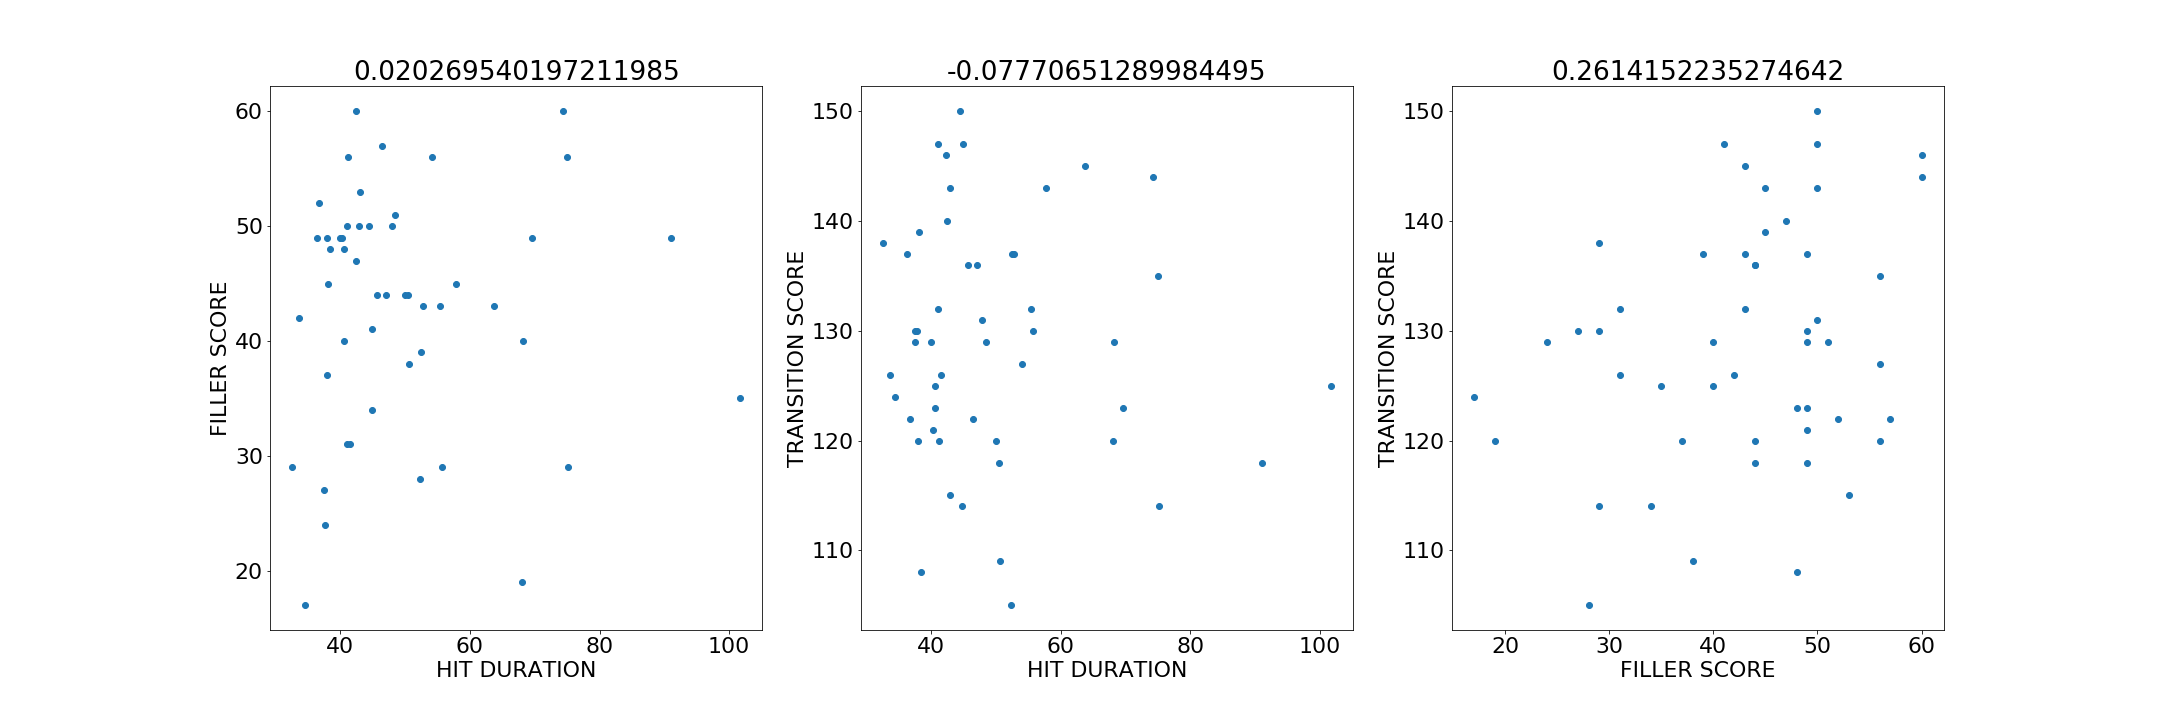 0.020269540197211985
60
50
40
30
20
FILLER SCORE
40 60 80 100
HIT DURATION
-0.07770651289984495
150
140
130
120
110
TRANSITION SCORE
40 60 80 100
HIT DURATION
0.2614152235274642
150
140
130
120
110
TRANSITION SCORE
20 30 40 50 60
FILLER SCORE